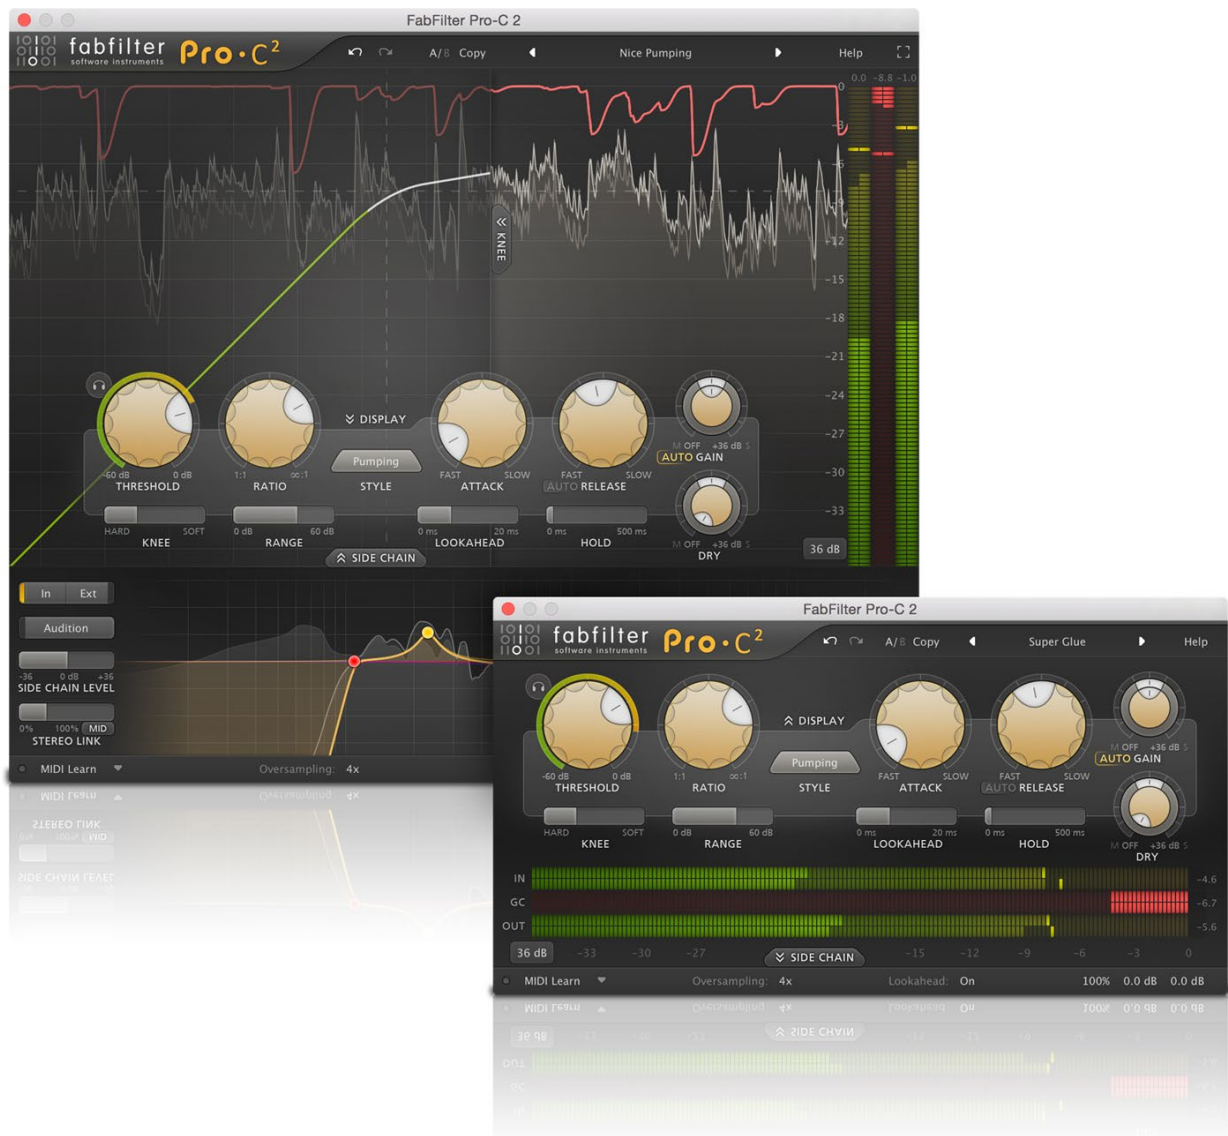 FabFilter Pro-C 2
fabfilter
software instruments
Pro·C²
A/B Copy
Nice Pumping
Help
0.0 -8.8 -1.0
0
-3
-6
-9
-12
-15
-18
-21
-24
-27
-30
-33
36 dB
KNEE
DISPLAY
-60 dB 0 dB
THRESHOLD
1:1 ∞:1
RATIO
Pumping
STYLE
FAST SLOW
ATTACK
FAST SLOW
AUTO RELEASE
M OFF +36 dB S
AUTO GAIN
HARD SOFT
KNEE
0 dB 60 dB
RANGE
0 ms 20 ms
LOOKAHEAD
0 ms 500 ms
HOLD
M OFF +36 dB S
DRY
SIDE CHAIN
In Ext
Audition
-36 0 dB +36
SIDE CHAIN LEVEL
0% 100% MID
STEREO LINK
MIDI Learn
Oversampling: 4x
FabFilter Pro-C 2
fabfilter
software instruments
Pro·C²
A/B Copy
Super Glue
Help
DISPLAY
-60 dB 0 dB
THRESHOLD
1:1 ∞:1
RATIO
Pumping
STYLE
FAST SLOW
ATTACK
FAST SLOW
AUTO RELEASE
M OFF +36 dB S
AUTO GAIN
HARD SOFT
KNEE
0 dB 60 dB
RANGE
0 ms 20 ms
LOOKAHEAD
0 ms 500 ms
HOLD
M OFF +36 dB S
DRY
IN -4.6
GC -6.7
OUT -5.6
36 dB -33 -30 -27 SIDE CHAIN -15 -12 -9 -6 -3 0
MIDI Learn Oversampling: 4x Lookahead: On 100% 0.0 dB 0.0 dB